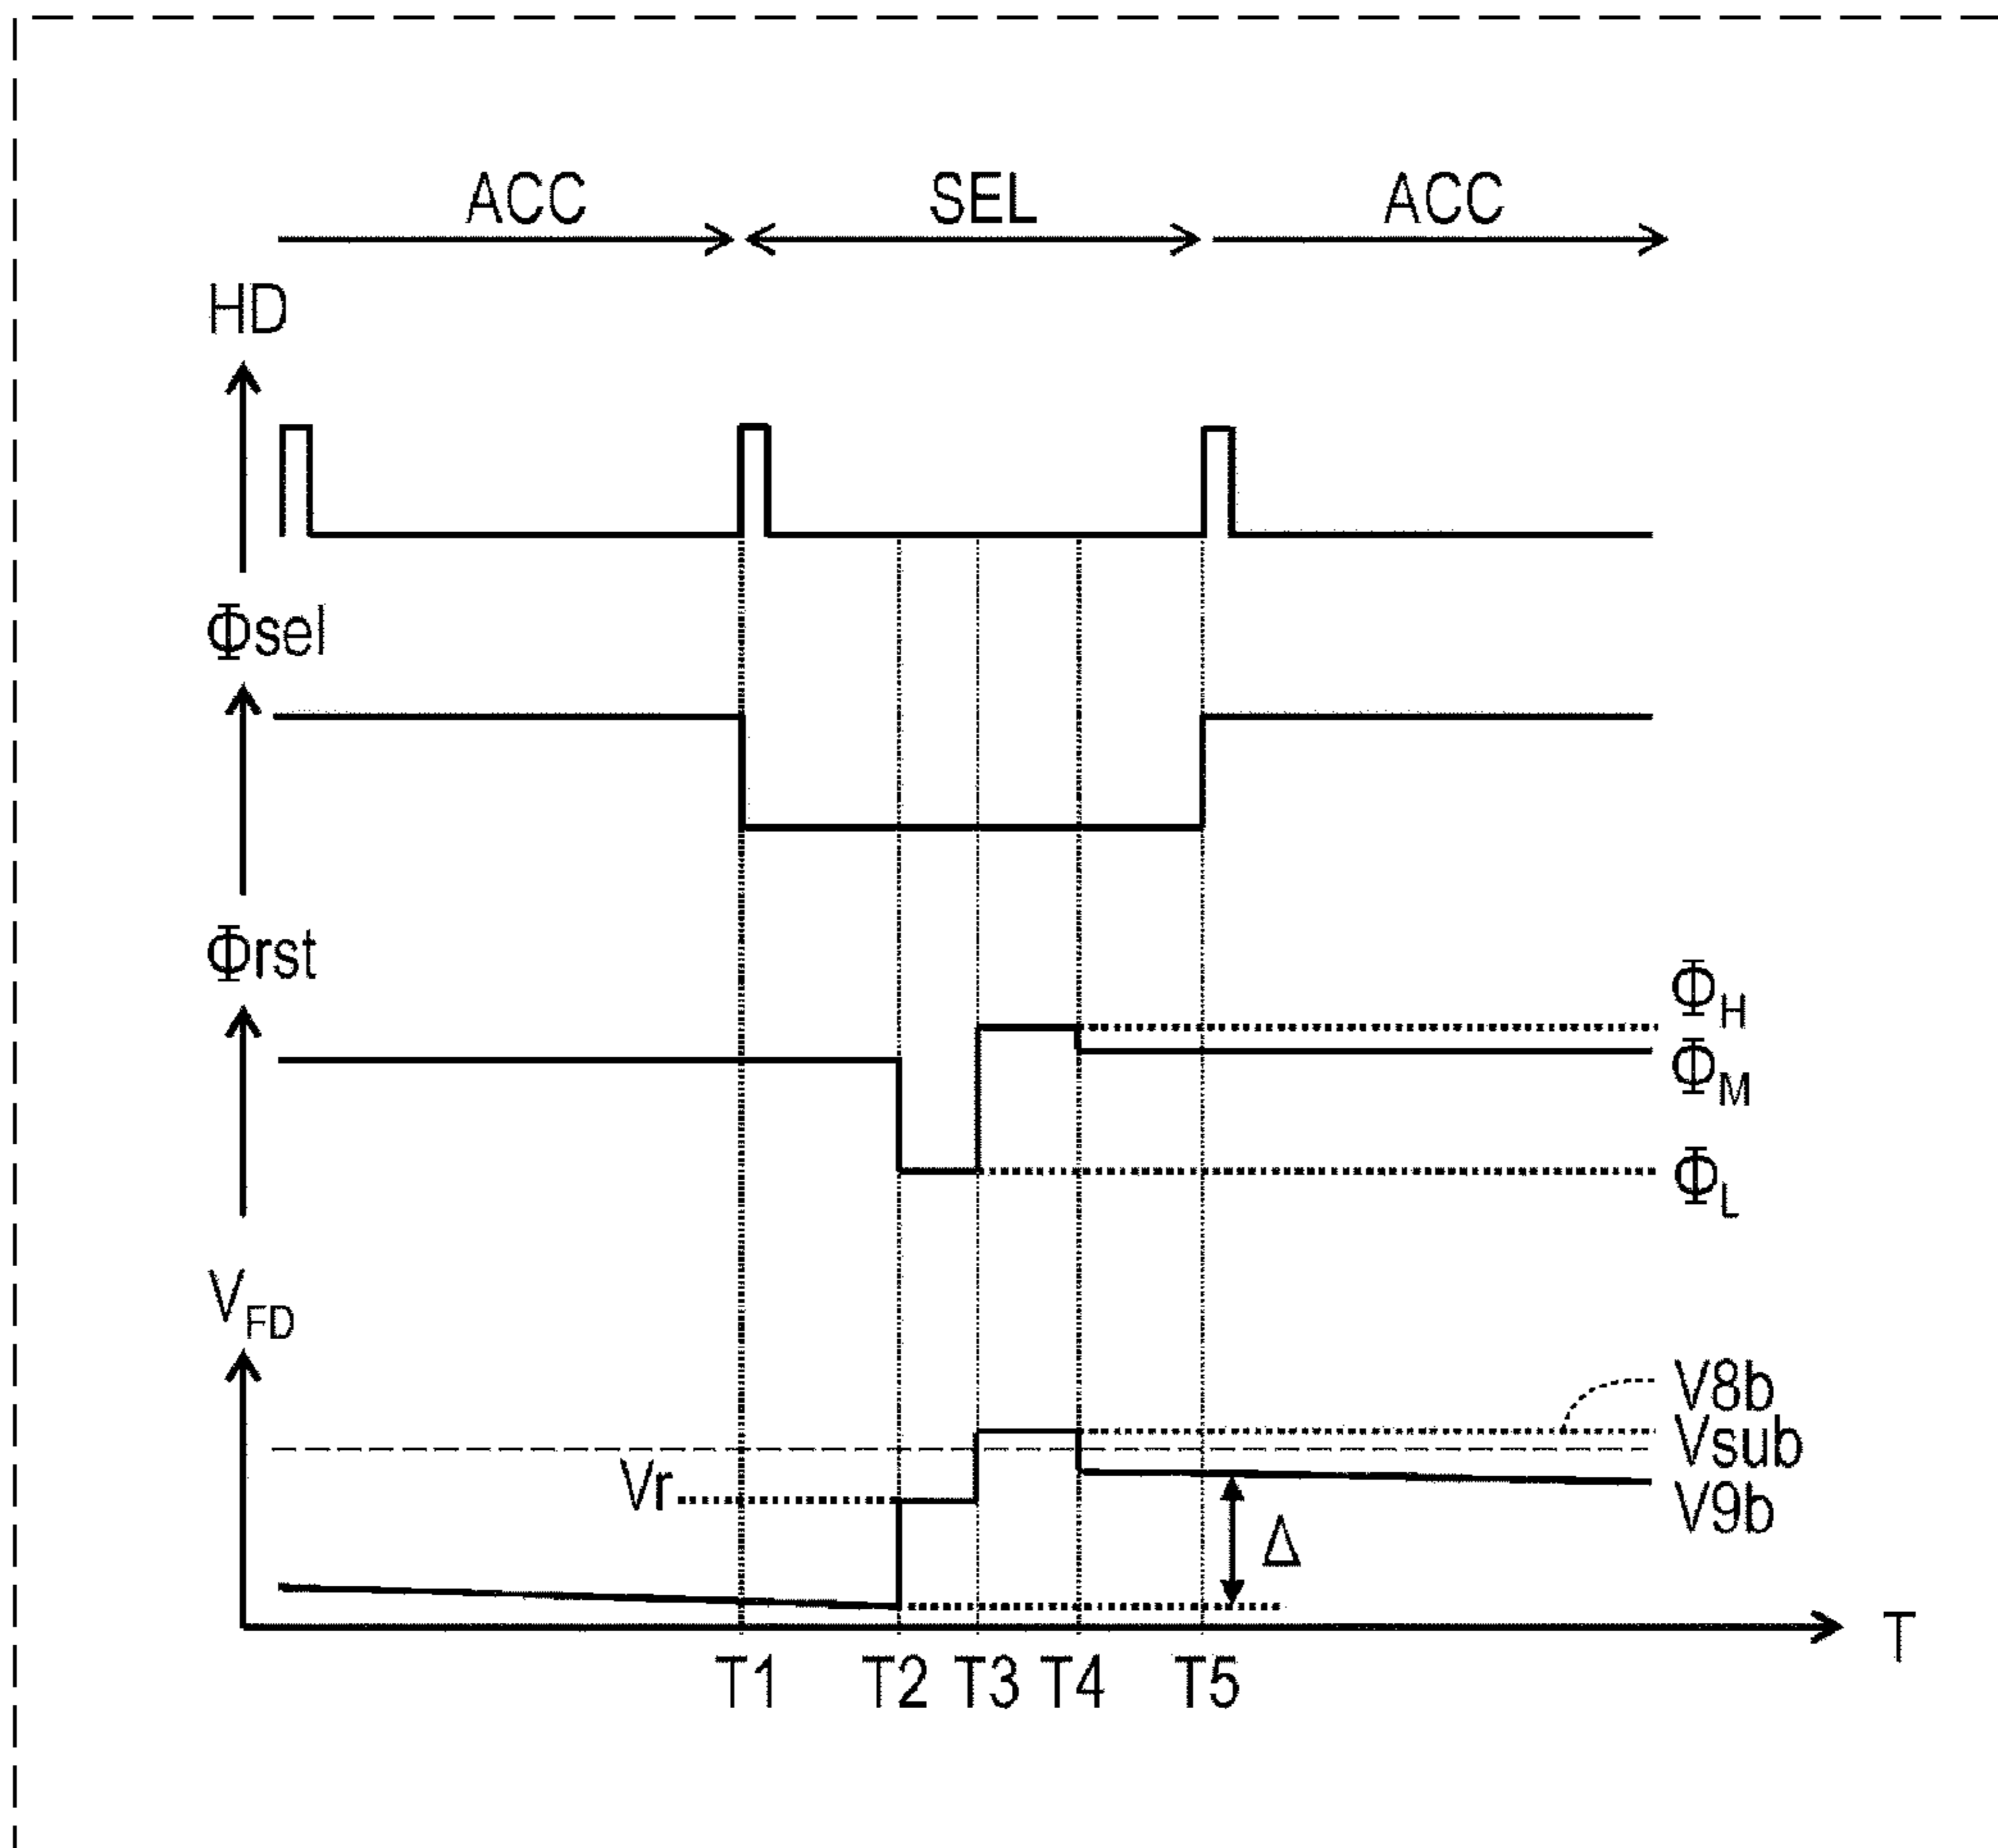 ACC SEL ACC
HD
Φsel
Φrst
ΦH
ΦM
ΦL
VFD
V8b
Vsub
Vr
V9b
Δ
T
T1 T2 T3 T4 T5